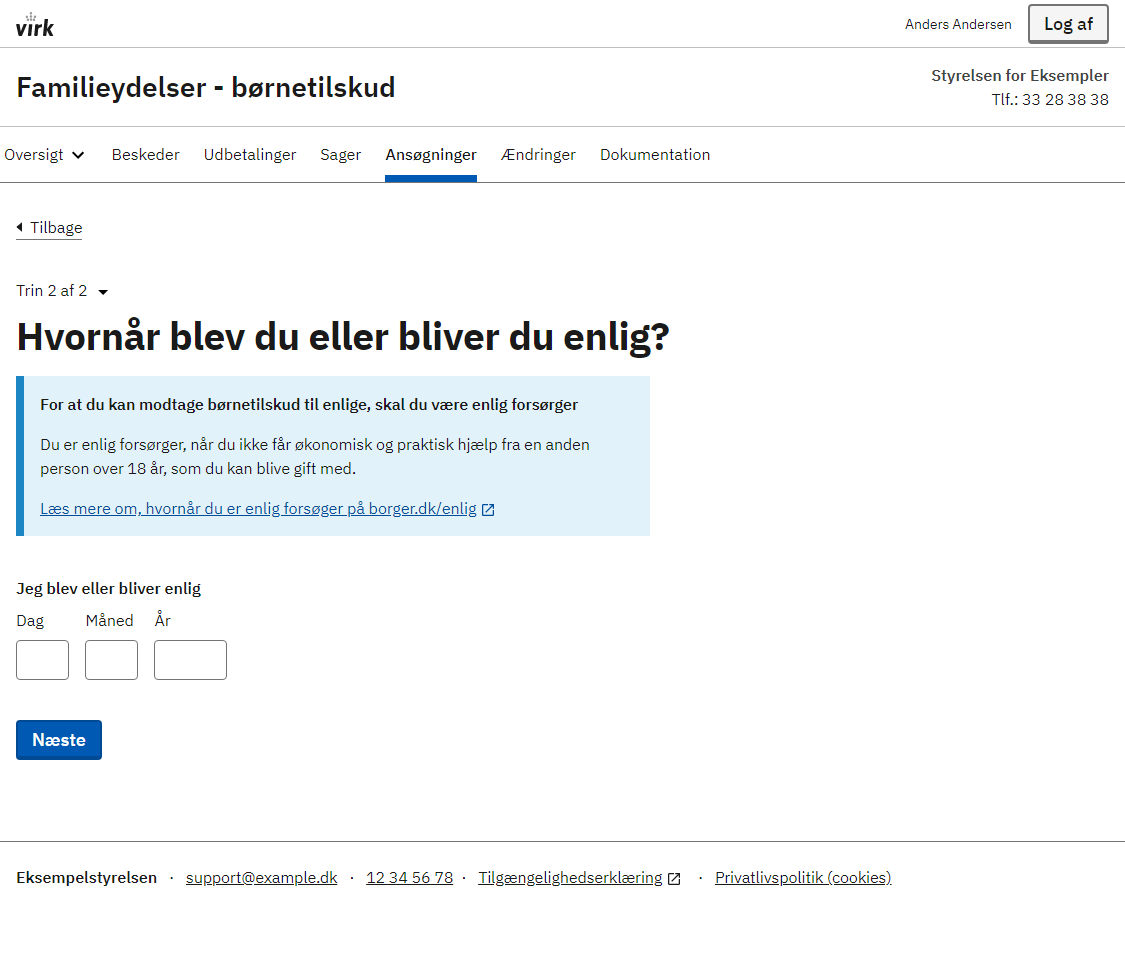 virk
Anders Andersen
Log af
Familieydelser - børnetilskud
Styrelsen for Eksempler
Tlf.: 33 28 38 38
Oversigt Beskeder Udbetalinger Sager Ansøgninger Ændringer Dokumentation
Tilbage
Trin 2 af 2
Hvornår blev du eller bliver du enlig?
For at du kan modtage børnetilskud til enlige, skal du være enlig forsørger
Du er enlig forsørger, når du ikke får økonomisk og praktisk hjælp fra en anden
person over 18 år, som du kan blive gift med.
Læs mere om, hvornår du er enlig forsøger på borger.dk/enlig
Jeg blev eller bliver enlig
Dag Måned År
Næste
Eksempelstyrelsen · support@example.dk · 12 34 56 78 · Tilgængelighedserklæring · Privatlivspolitik (cookies)